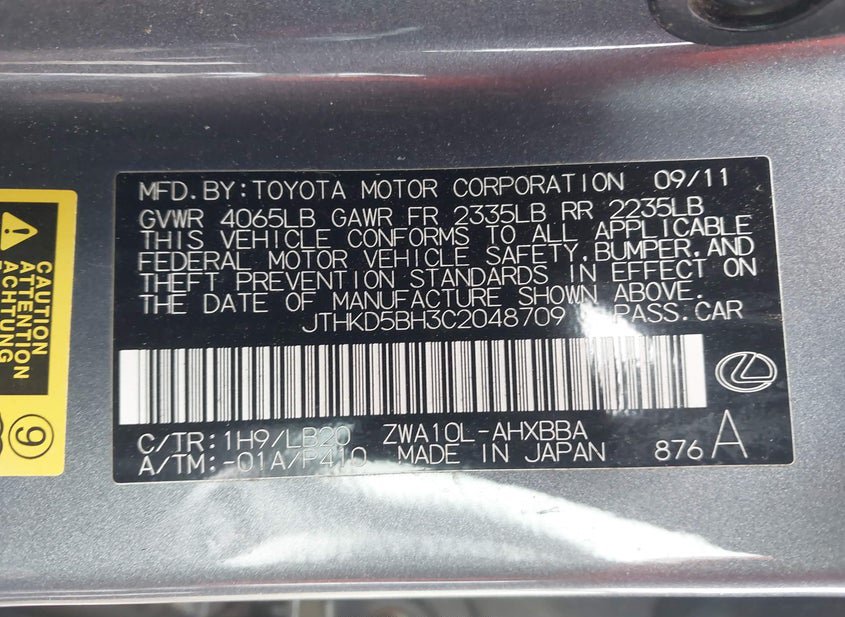 MFD.BY:TOYOTA MOTOR CORPORATION 09/11
GVWR 4065LB GAWR FR 2335LB RR 2235LB
THIS VEHICLE CONFORMS TO ALL APPLICABLE
FEDERAL MOTOR VEHICLE SAFETY,BUMPER,AND
THEFT PREVENTION STANDARDS IN EFFECT ON
THE DATE OF MANUFACTURE SHOWN ABOVE.
JTHKD5BH3C2048709 PASS.CAR
C/TR:1H9/LB20 ZWA10L-AHXBBA
A/TM:-01A/P410 MADE IN JAPAN 876 A
CAUTION
ATTENTION
ACHTUNG
9